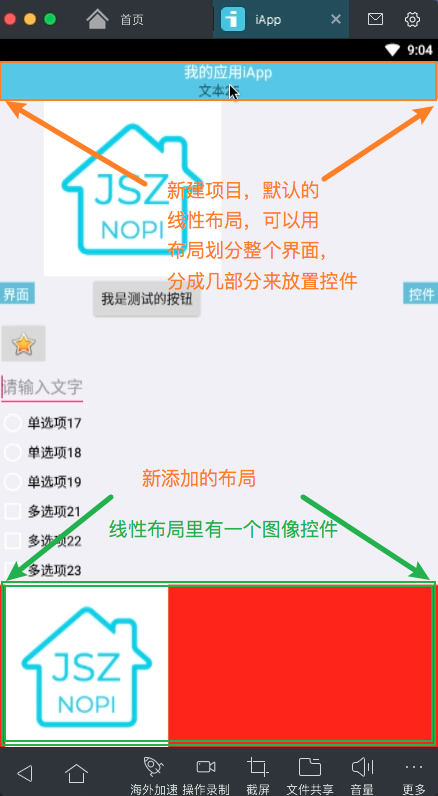 首页
iApp
9:04
我的应用iApp
文本2
JSZ
NOPI
新建项目，默认的
线性布局，可以用
布局划分整个界面，
分成几部分来放置控件
界面
我是测试的按钮
控件
请输入文字
单选项17
单选项18
单选项19
多选项21
新添加的布局
线性布局里有一个图像控件
多选项22
多选项23
JSZ
NOPI
海外加速
操作录制
截屏
文件共享
音量
更多